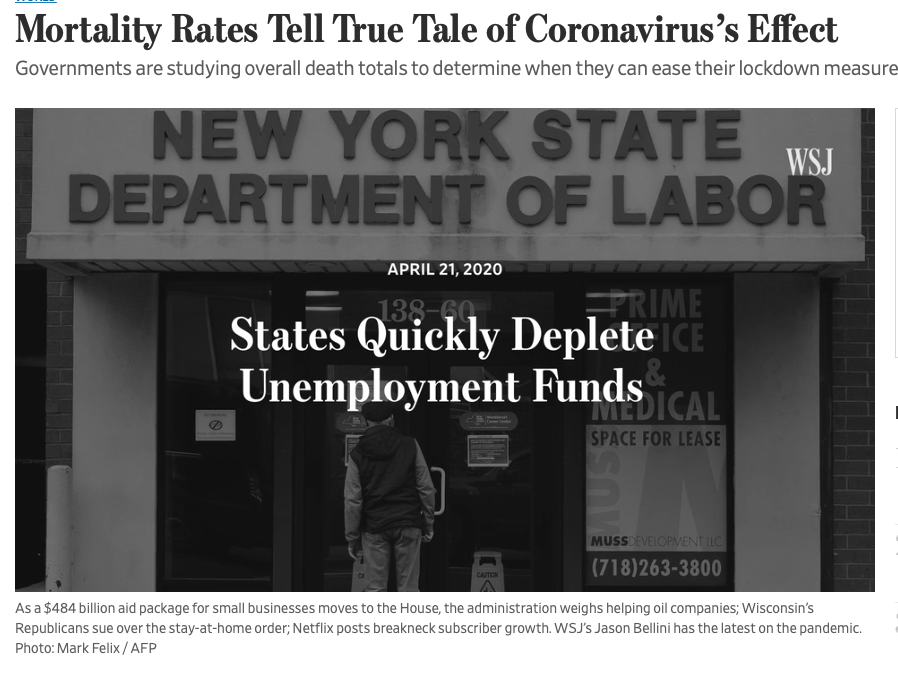 Mortality Rates Tell True Tale of Coronavirus's Effect
Governments are studying overall death totals to determine when they can ease their lockdown measure
NEW YORK STATE
WSJ
DEPARTMENT OF LABOR
APRIL 21, 2020
138-60
States Quickly Deplete
Unemployment Funds
PRIME
OFFICE
&
MEDICAL
SPACE FOR LEASE
MUSS DEVELOPMENT LLC
(718)263-3800
CAUTION
As a $484 billion aid package for small businesses moves to the House, the administration weighs helping oil companies; Wisconsin's
Republicans sue over the stay-at-home order; Netflix posts breakneck subscriber growth. WSJ's Jason Bellini has the latest on the pandemic.
Photo: Mark Felix / AFP